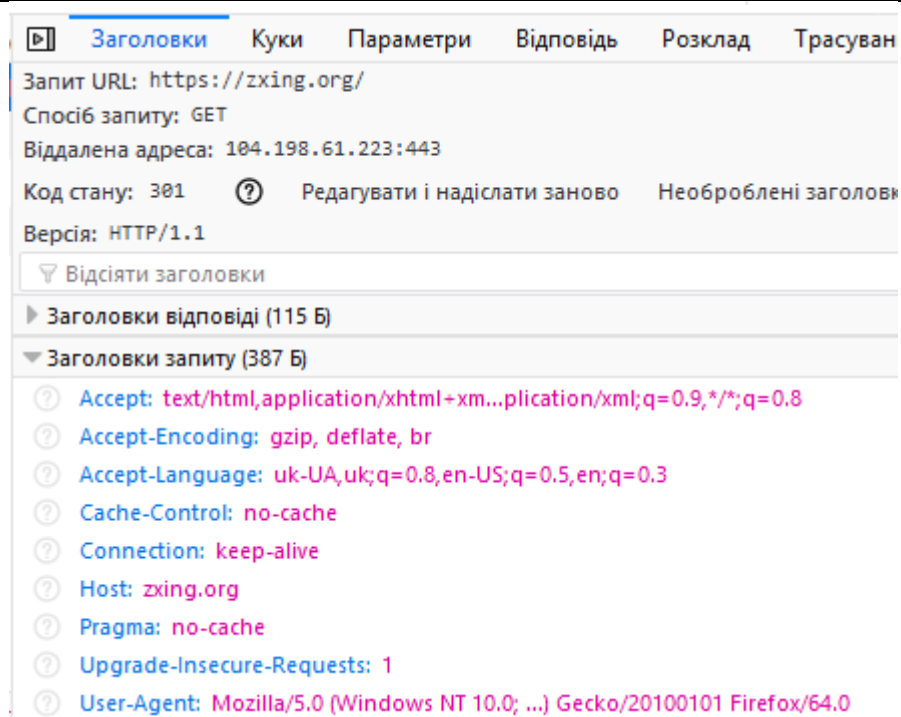 Заголовки Куки Параметри Відповідь Розклад Трасуван
Запит URL: https://zxing.org/
Спосіб запиту: GET
Віддалена адреса: 104.198.61.223:443
Код стану: 301 ? Редагувати і надіслати заново Необроблені заголовк
Версія: HTTP/1.1
Відсіяти заголовки
Заголовки відповіді (115 Б)
Заголовки запиту (387 Б)
? Accept: text/html,application/xhtml+xm...plication/xml;q=0.9,*/*;q=0.8
? Accept-Encoding: gzip, deflate, br
? Accept-Language: uk-UA,uk;q=0.8,en-US;q=0.5,en;q=0.3
? Cache-Control: no-cache
? Connection: keep-alive
? Host: zxing.org
? Pragma: no-cache
? Upgrade-Insecure-Requests: 1
? User-Agent: Mozilla/5.0 (Windows NT 10.0; ...) Gecko/20100101 Firefox/64.0